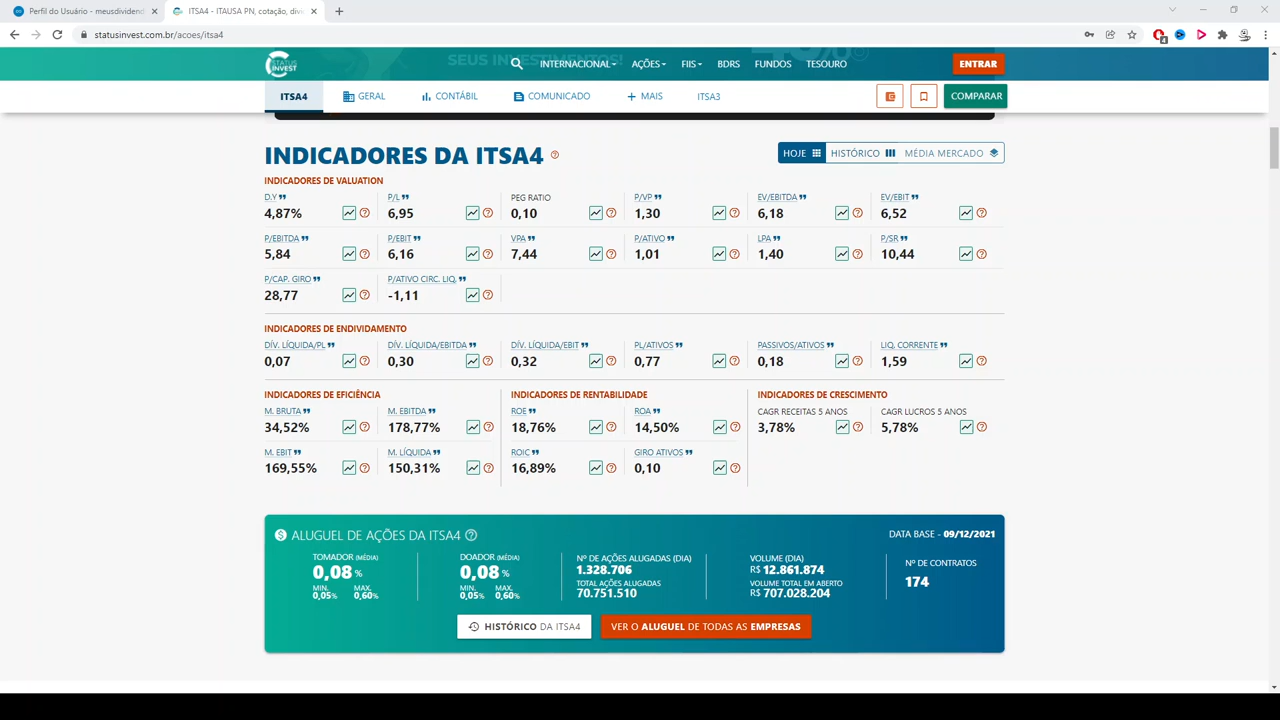 Perfil do Usuário - meusdividend
ITSA4 - ITAUSA PN, cotação, divid
statusinvest.com.br/acoes/itsa4
4
SEUS INVESTIMENTOS!
STATUS INVEST
INTERNACIONAL
AÇÕES
FIIS
BDRS
FUNDOS
TESOURO
ENTRAR
ITSA4
GERAL
CONTÁBIL
COMUNICADO
MAIS
ITSA3
COMPARAR
INDICADORES DA ITSA4
HOJE
HISTÓRICO
MÉDIA MERCADO
INDICADORES DE VALUATION
D.Y P/L PEG RATIO P/VP EV/EBITDA EV/EBIT
4,87% 6,95 0,10 1,30 6,18 6,52
P/EBITDA P/EBIT VPA P/ATIVO LPA P/SR
5,84 6,16 7,44 1,01 1,40 10,44
P/CAP. GIRO P/ATIVO CIRC. LIQ.
28,77 -1,11
INDICADORES DE ENDIVIDAMENTO
DÍV. LÍQUIDA/PL DÍV. LÍQUIDA/EBITDA DÍV. LÍQUIDA/EBIT PL/ATIVOS PASSIVOS/ATIVOS LIQ. CORRENTE
0,07 0,30 0,32 0,77 0,18 1,59
INDICADORES DE EFICIÊNCIA INDICADORES DE RENTABILIDADE INDICADORES DE CRESCIMENTO
M. BRUTA M. EBITDA ROE ROA CAGR RECEITAS 5 ANOS CAGR LUCROS 5 ANOS
34,52% 178,77% 18,76% 14,50% 3,78% 5,78%
M. EBIT M. LÍQUIDA ROIC GIRO ATIVOS
169,55% 150,31% 16,89% 0,10
ALUGUEL DE AÇÕES DA ITSA4
DATA BASE - 09/12/2021
TOMADOR (MÉDIA)
0,08 %
MIN. MAX.
0,05% 0,60%
DOADOR (MÉDIA)
0,08 %
MIN. MAX.
0,05% 0,60%
Nº DE AÇÕES ALUGADAS (DIA)
1.328.706
TOTAL AÇÕES ALUGADAS
70.751.510
VOLUME (DIA)
R$ 12.861.874
VOLUME TOTAL EM ABERTO
R$ 707.028.204
Nº DE CONTRATOS
174
HISTÓRICO DA ITSA4
VER O ALUGUEL DE TODAS AS EMPRESAS